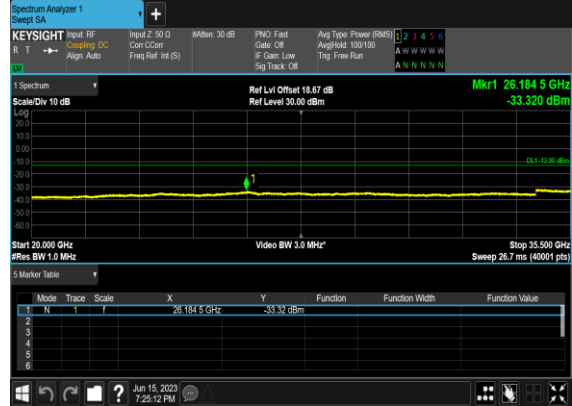 Spectrum Analyzer 1
Swept SA
+
KEYSIGHT Input: RF Input Z: 50 Ω #Atten: 30 dB PNO: Fast Avg Type: Power (RMS) 1 2 3 4 5 6
R T Coupling: DC Corr CCorr Gate: Off Avg|Hold: 100/100 A W W W W W
Align: Auto Freq Ref: Int (S) IF Gain: Low Trig: Free Run
Sig Track: Off A N N N N N
1 Spectrum Ref Lvl Offset 18.67 dB Mkr1 26.184 5 GHz
Scale/Div 10 dB Ref Level 30.00 dBm -33.320 dBm
Log
20.0
10.0
0.00
-10.0
DL1 -13.00 dBm
-20.0
1
-30.0
-40.0
-50.0
-60.0
Start 20.000 GHz Video BW 3.0 MHz* Stop 35.500 GHz
#Res BW 1.0 MHz Sweep 26.7 ms (40001 pts)
5 Marker Table
Mode Trace Scale X Y Function Function Width Function Value
1 N 1 f 26.184 5 GHz -33.32 dBm
2
3
4
5
6
? Jun 15, 2023
7:25:12 PM